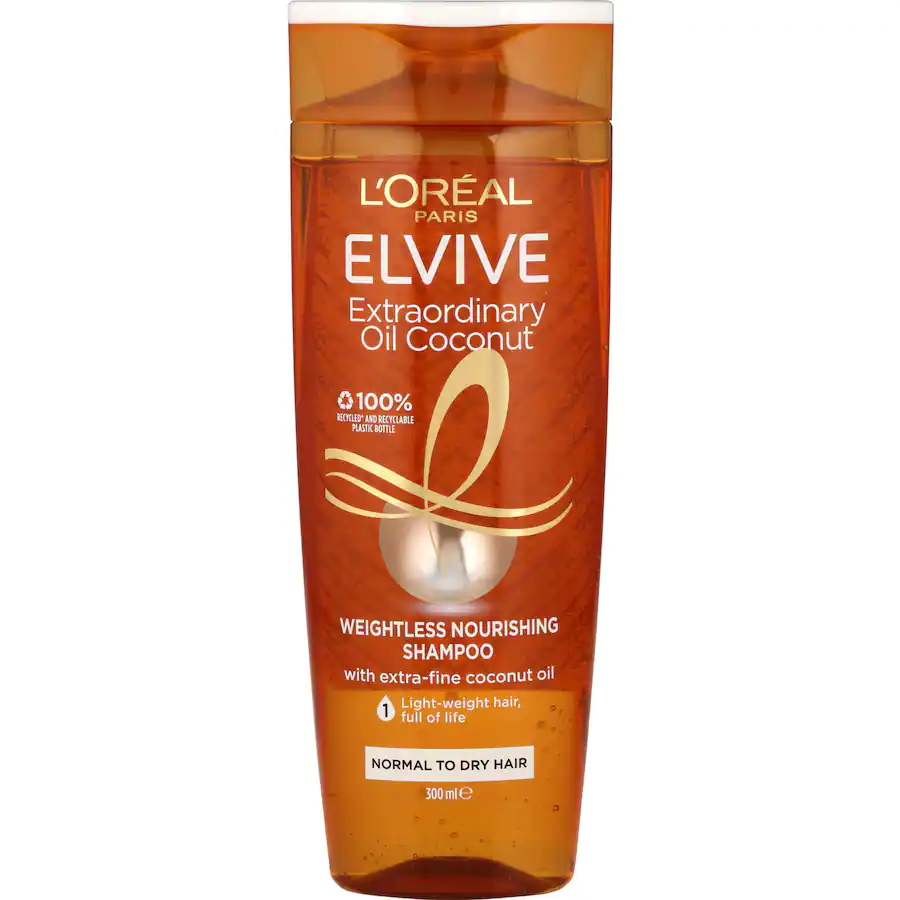 L'ORÉAL
PARIS
ELVIVE
Extraordinary
Oil Coconut
100%
RECYCLED* AND RECYCLABLE
PLASTIC BOTTLE
WEIGHTLESS NOURISHING
SHAMPOO
with extra-fine coconut oil
1 Light-weight hair,
full of life
NORMAL TO DRY HAIR
300 ml ℮